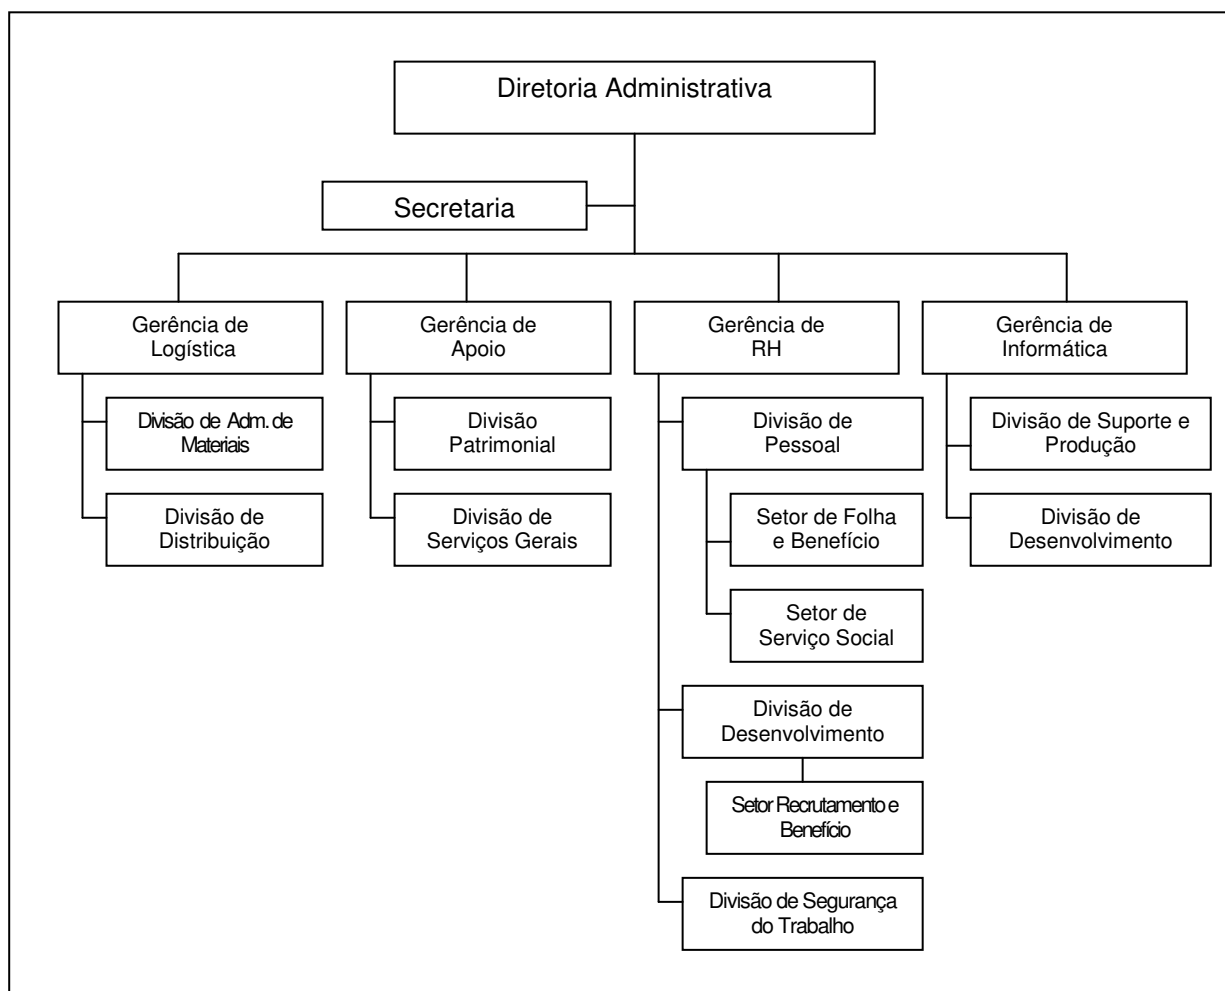 Diretoria Administrativa
Secretaria
Gerência de
Logística
Gerência de
Apoio
Gerência de
RH
Gerência de
Informática
Divisão de Adm. de
Materiais
Divisão
Patrimonial
Divisão de
Pessoal
Divisão de Suporte e
Produção
Divisão de
Distribuição
Divisão de
Serviços Gerais
Setor de Folha
e Benefício
Divisão de
Desenvolvimento
Setor de
Serviço Social
Divisão de
Desenvolvimento
Setor Recrutamento e
Benefício
Divisão de Segurança
do Trabalho